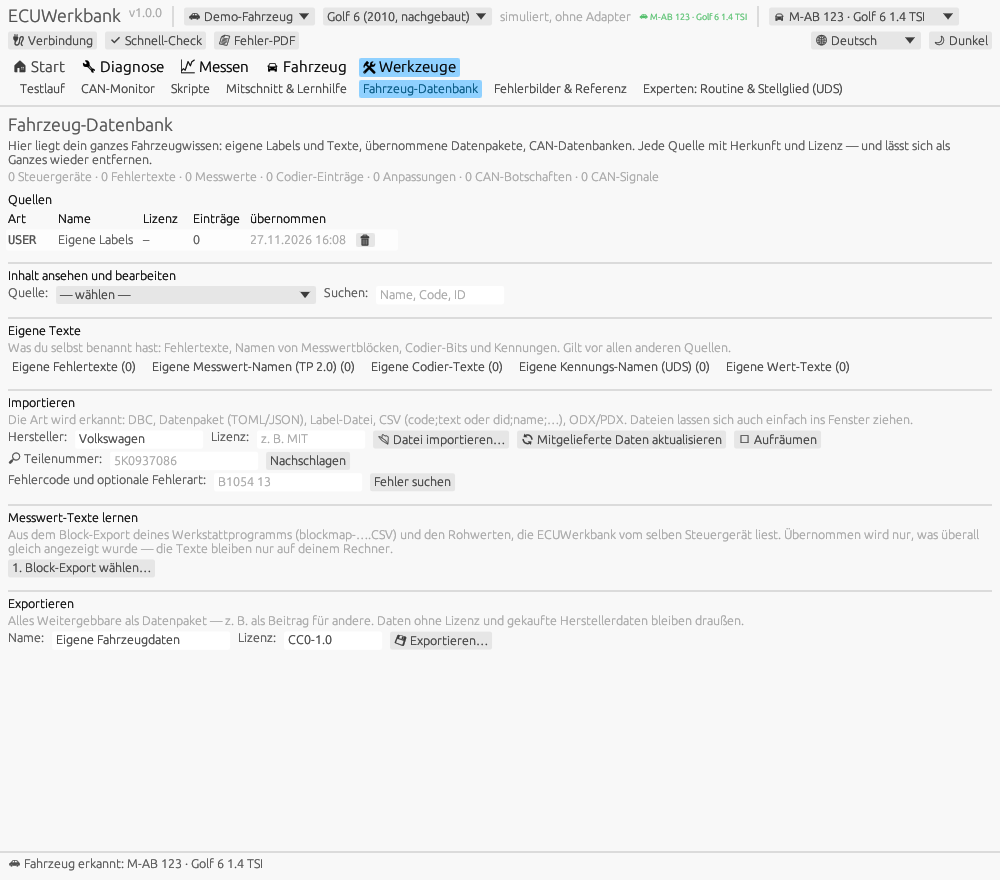 ECUWerkbank v1.0.0 Demo-Fahrzeug Golf 6 (2010, nachgebaut) simuliert, ohne Adapter M-AB 123 · Golf 6 1.4 TSI M-AB 123 · Golf 6 1.4 TSI
Verbindung Schnell-Check Fehler-PDF Deutsch Dunkel
Start Diagnose Messen Fahrzeug Werkzeuge
Testlauf CAN-Monitor Skripte Mitschnitt & Lernhilfe Fahrzeug-Datenbank Fehlerbilder & Referenz Experten: Routine & Stellglied (UDS)
Fahrzeug-Datenbank
Hier liegt dein ganzes Fahrzeugwissen: eigene Labels und Texte, übernommene Datenpakete, CAN-Datenbanken. Jede Quelle mit Herkunft und Lizenz — und lässt sich als
Ganzes wieder entfernen.
0 Steuergeräte · 0 Fehlertexte · 0 Messwerte · 0 Codier-Einträge · 0 Anpassungen · 0 CAN-Botschaften · 0 CAN-Signale
Quellen
Art Name Lizenz Einträge übernommen
USER Eigene Labels – 0 27.11.2026 16:08
Inhalt ansehen und bearbeiten
Quelle: — wählen — Suchen: Name, Code, ID
Eigene Texte
Was du selbst benannt hast: Fehlertexte, Namen von Messwertblöcken, Codier-Bits und Kennungen. Gilt vor allen anderen Quellen.
Eigene Fehlertexte (0) Eigene Messwert-Namen (TP 2.0) (0) Eigene Codier-Texte (0) Eigene Kennungs-Namen (UDS) (0) Eigene Wert-Texte (0)
Importieren
Die Art wird erkannt: DBC, Datenpaket (TOML/JSON), Label-Datei, CSV (code;text oder did;name;…), ODX/PDX. Dateien lassen sich auch einfach ins Fenster ziehen.
Hersteller: Volkswagen Lizenz: z. B. MIT Datei importieren… Mitgelieferte Daten aktualisieren Aufräumen
Teilenummer: 5K0937086 Nachschlagen
Fehlercode und optionale Fehlerart: B1054 13 Fehler suchen
Messwert-Texte lernen
Aus dem Block-Export deines Werkstattprogramms (blockmap-….CSV) und den Rohwerten, die ECUWerkbank vom selben Steuergerät liest. Übernommen wird nur, was überall
gleich angezeigt wurde — die Texte bleiben nur auf deinem Rechner.
1. Block-Export wählen…
Exportieren
Alles Weitergebbare als Datenpaket — z. B. als Beitrag für andere. Daten ohne Lizenz und gekaufte Herstellerdaten bleiben draußen.
Name: Eigene Fahrzeugdaten Lizenz: CC0-1.0 Exportieren…
Fahrzeug erkannt: M-AB 123 · Golf 6 1.4 TSI